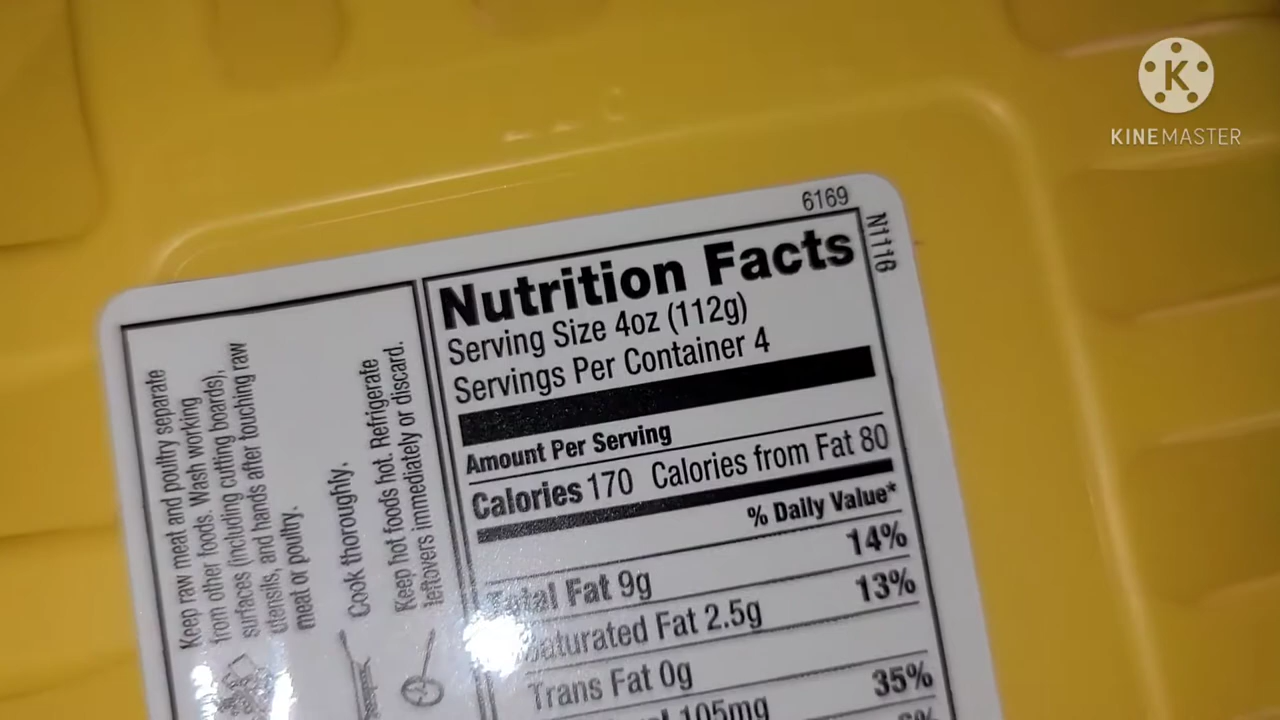 KINEMASTER
6169
N1116
Nutrition Facts
Serving Size 4oz (112g)
Servings Per Container 4
Amount Per Serving
Calories 170 Calories from Fat 80
% Daily Value*
Total Fat 9g 14%
Saturated Fat 2.5g 13%
Trans Fat 0g
105mg 35%
Keep raw meat and poultry separate
from other foods. Wash working
surfaces (including cutting boards),
utensils, and hands after touching raw
meat or poultry.
Cook thoroughly.
Keep hot foods hot. Refrigerate
leftovers immediately or discard.